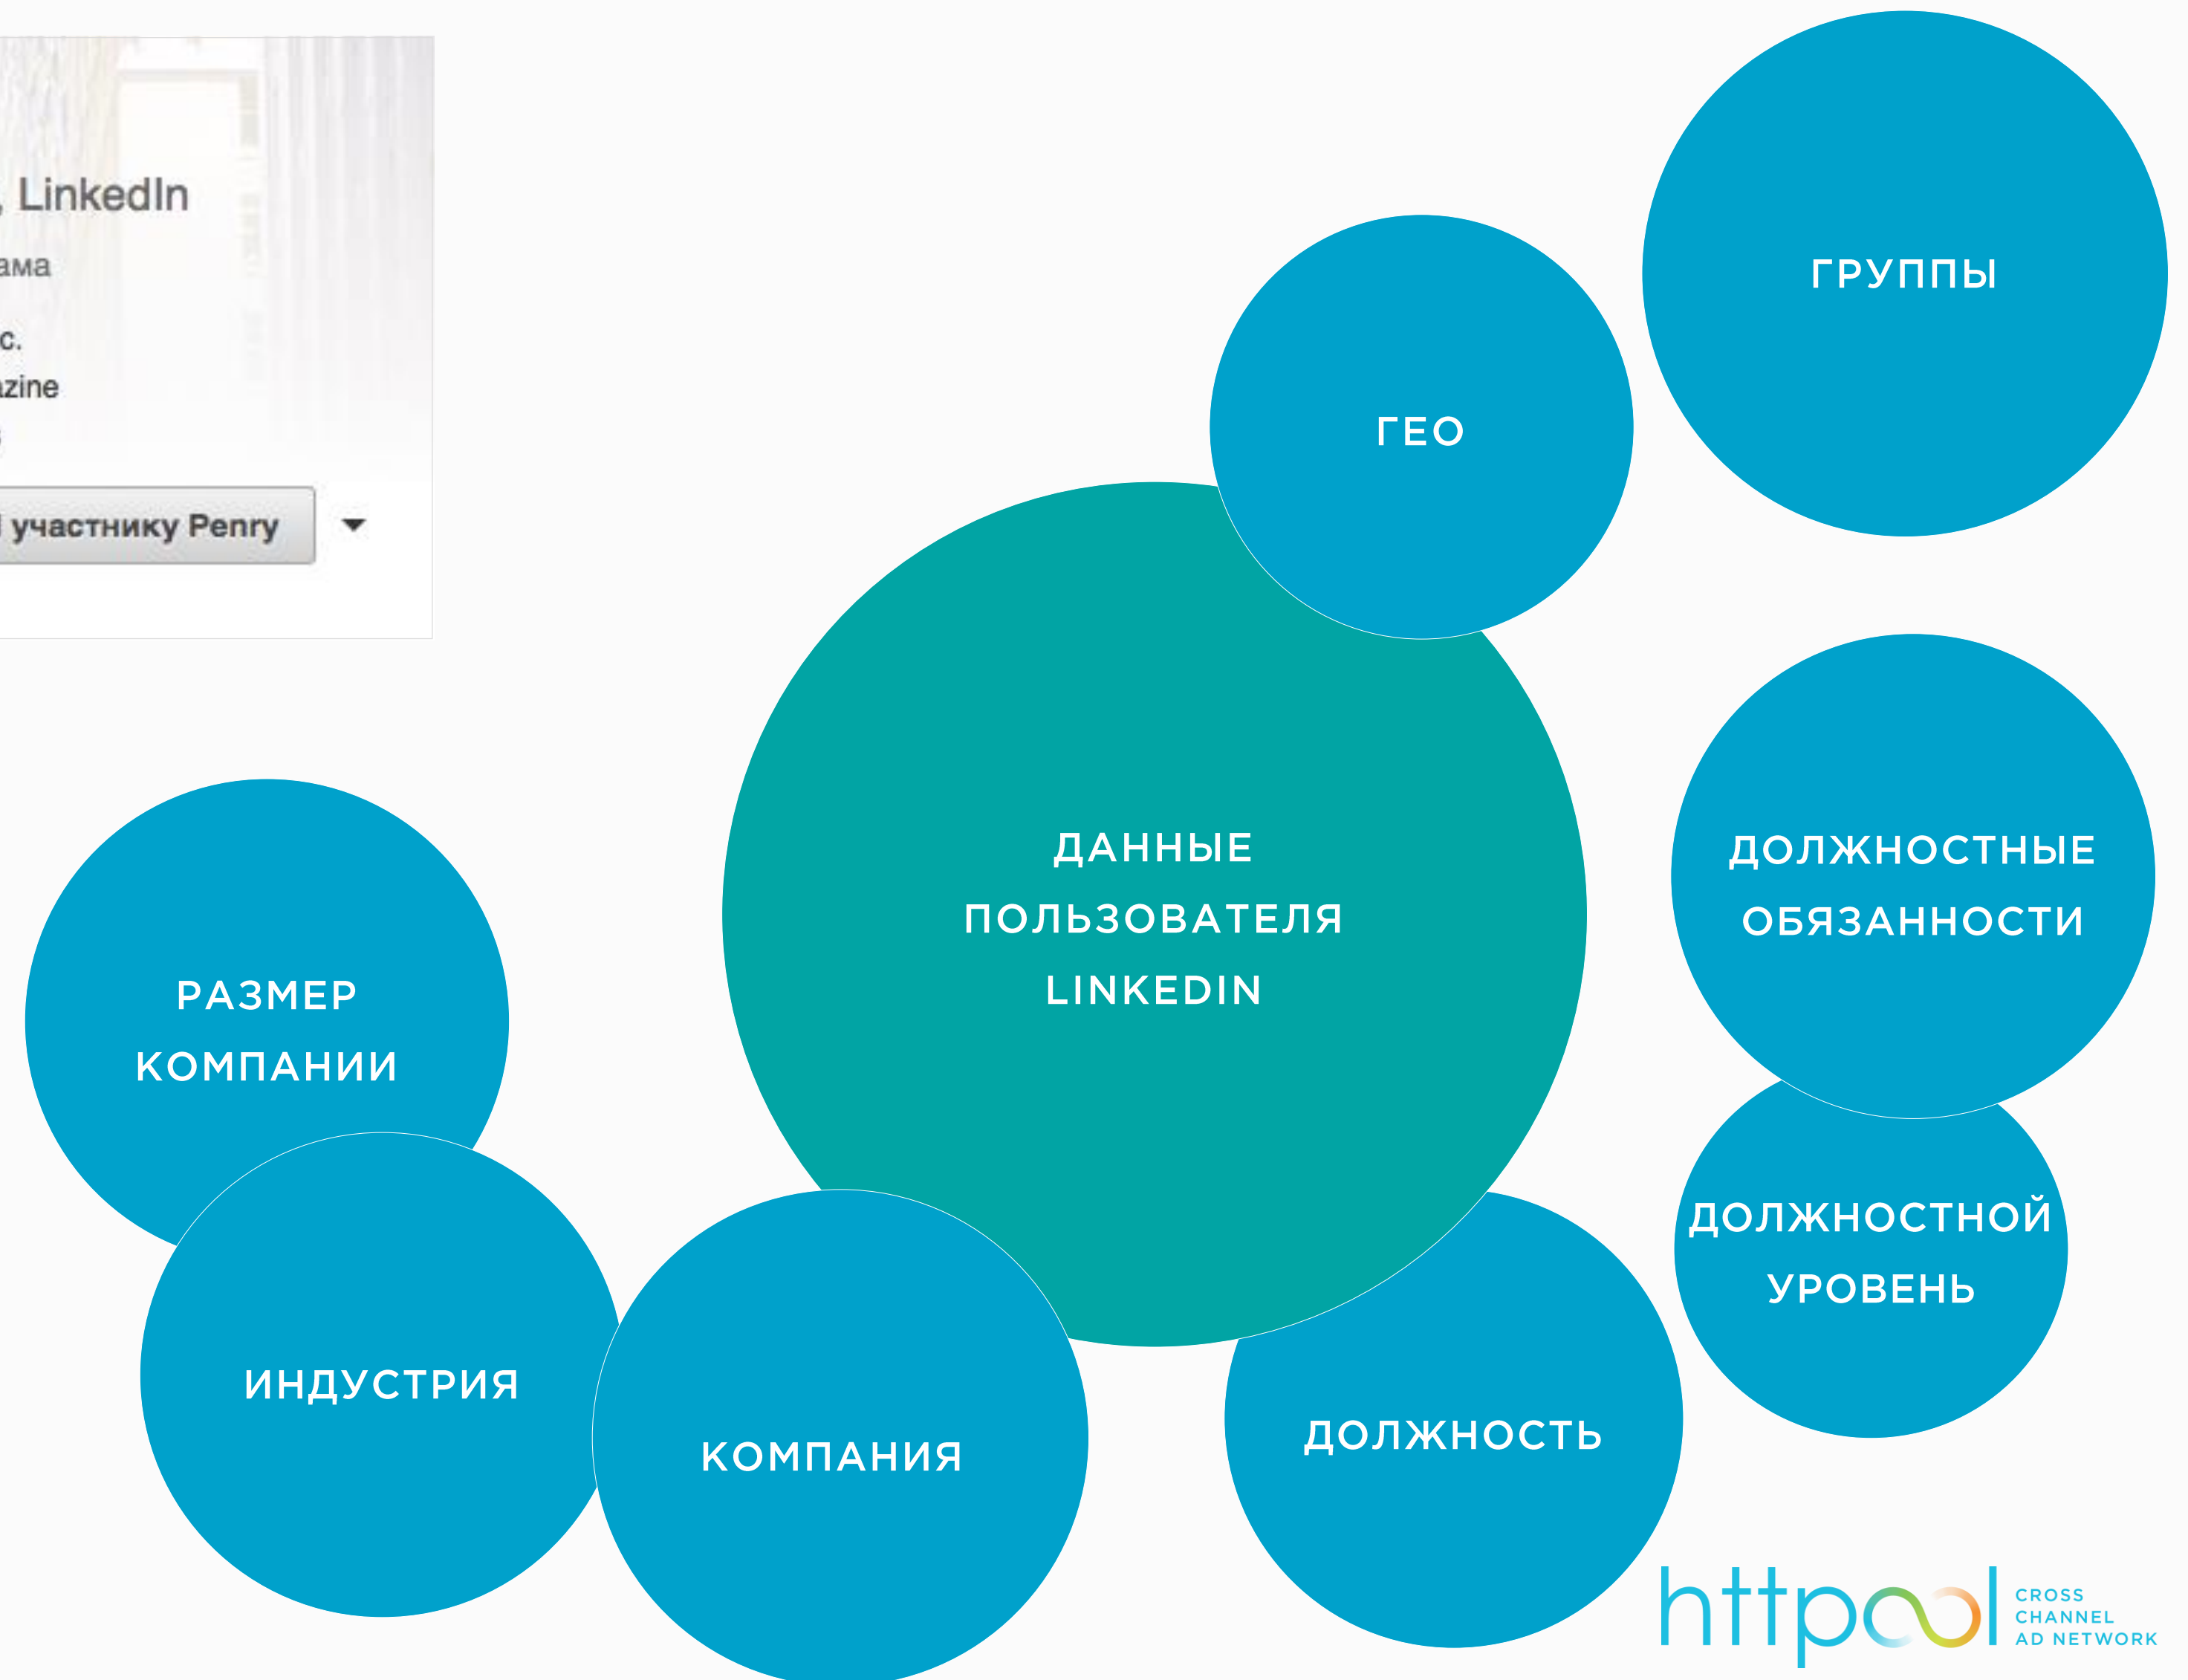 , LinkedIn
ама
с.
azine
участнику Penry
ГРУППЫ
ГЕО
ДАННЫЕ
ПОЛЬЗОВАТЕЛЯ
LINKEDIN
ДОЛЖНОСТНЫЕ
ОБЯЗАННОСТИ
РАЗМЕР
КОМПАНИИ
ДОЛЖНОСТНОЙ
УРОВЕНЬ
ИНДУСТРИЯ
КОМПАНИЯ
ДОЛЖНОСТЬ
httpool
CROSS
CHANNEL
AD NETWORK